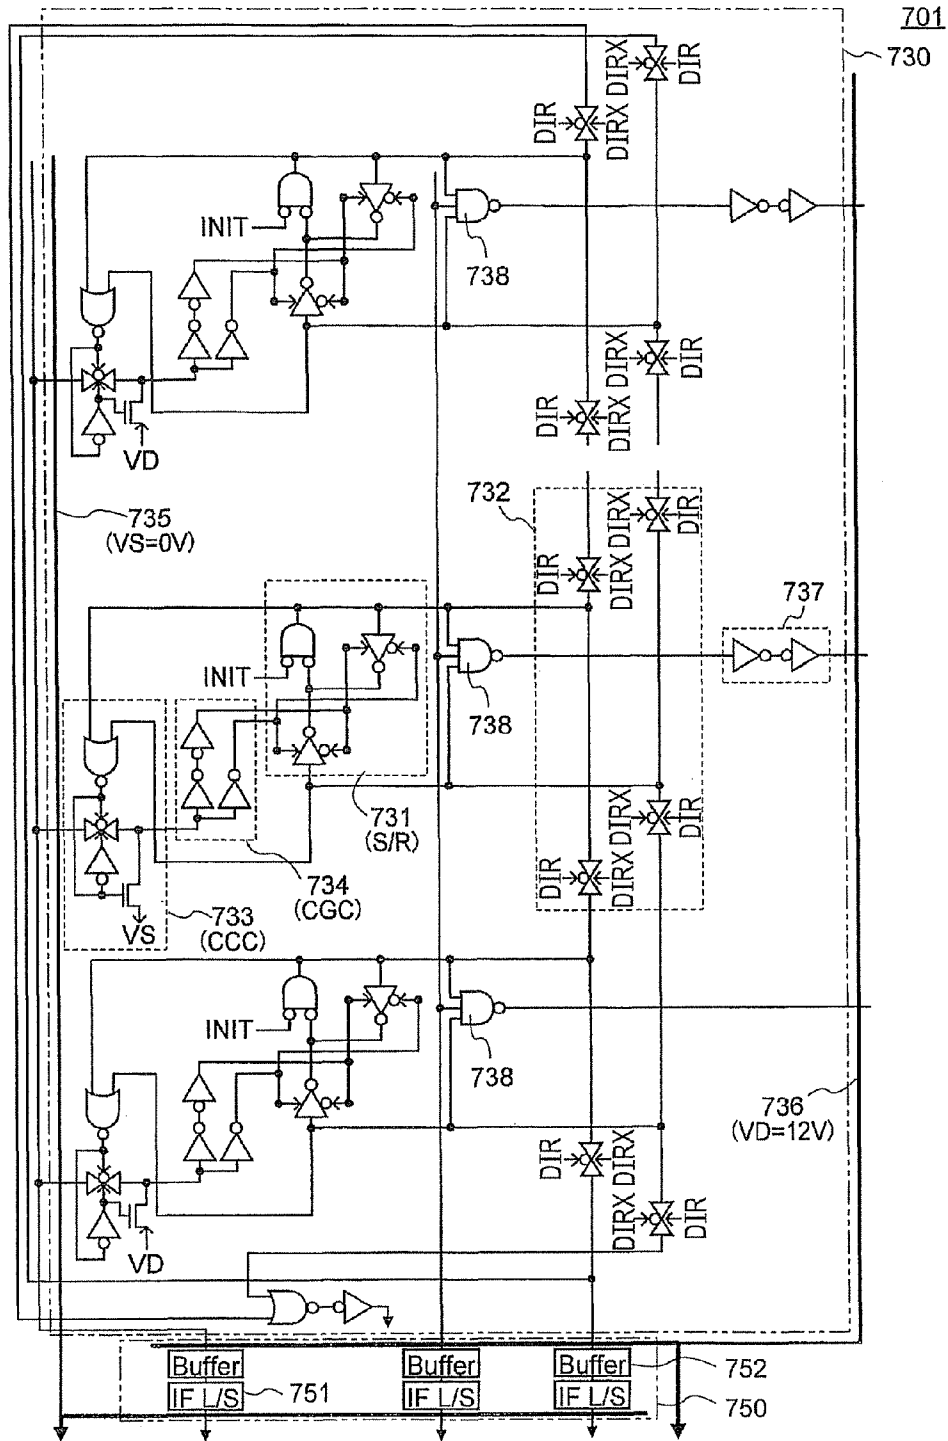 701
730
DIRX
DIR
DIR
DIRX
INIT
738
DIRX
DIR
DIR
DIRX
VD
735
(VS=0V)
732
DIRX
DIR
DIR
DIRX
737
INIT
738
731
(S/R)
DIRX
DIR
DIR
DIRX
734
(CGC)
VS
733
(CCC)
INIT
738
736
(VD=12V)
DIR
DIRX
DIRX
DIR
VD
Buffer
Buffer
Buffer
752
IF L/S
751
IF L/S
IF L/S
750